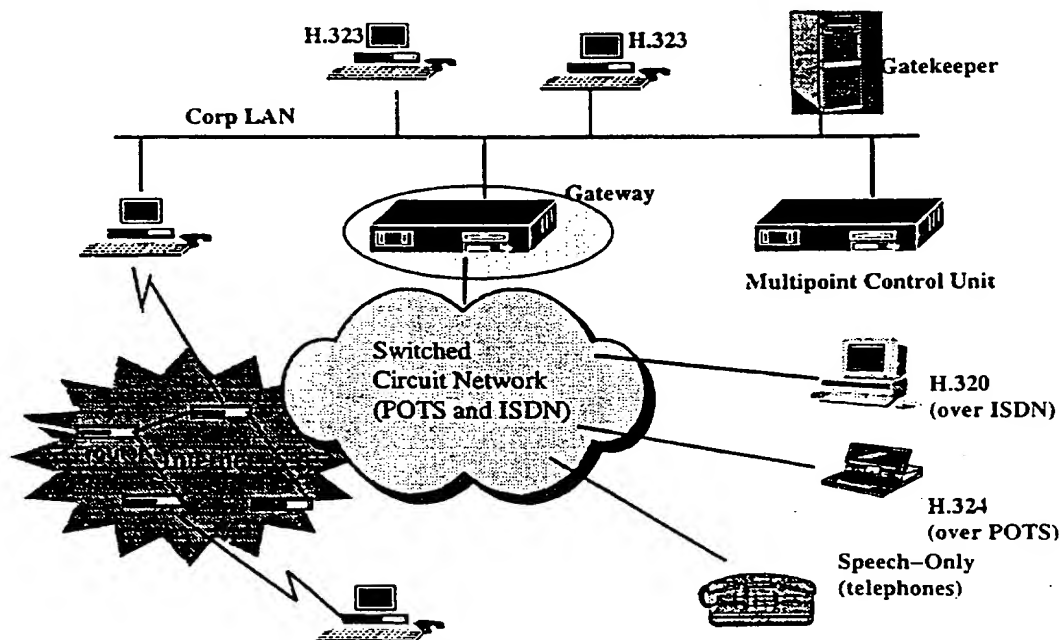 H.323
H.323
Gatekeeper
Corp LAN
Gateway
Multipoint Control Unit
Switched
Circuit Network
(POTS and ISDN)
H.320
(over ISDN)
H.324
(over POTS)
Speech–Only
(telephones)